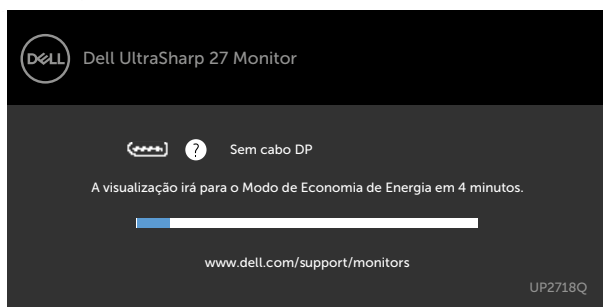 DELL Dell UltraSharp 27 Monitor
? Sem cabo DP
A visualização irá para o Modo de Economia de Energia em 4 minutos.
www.dell.com/support/monitors
UP2718Q